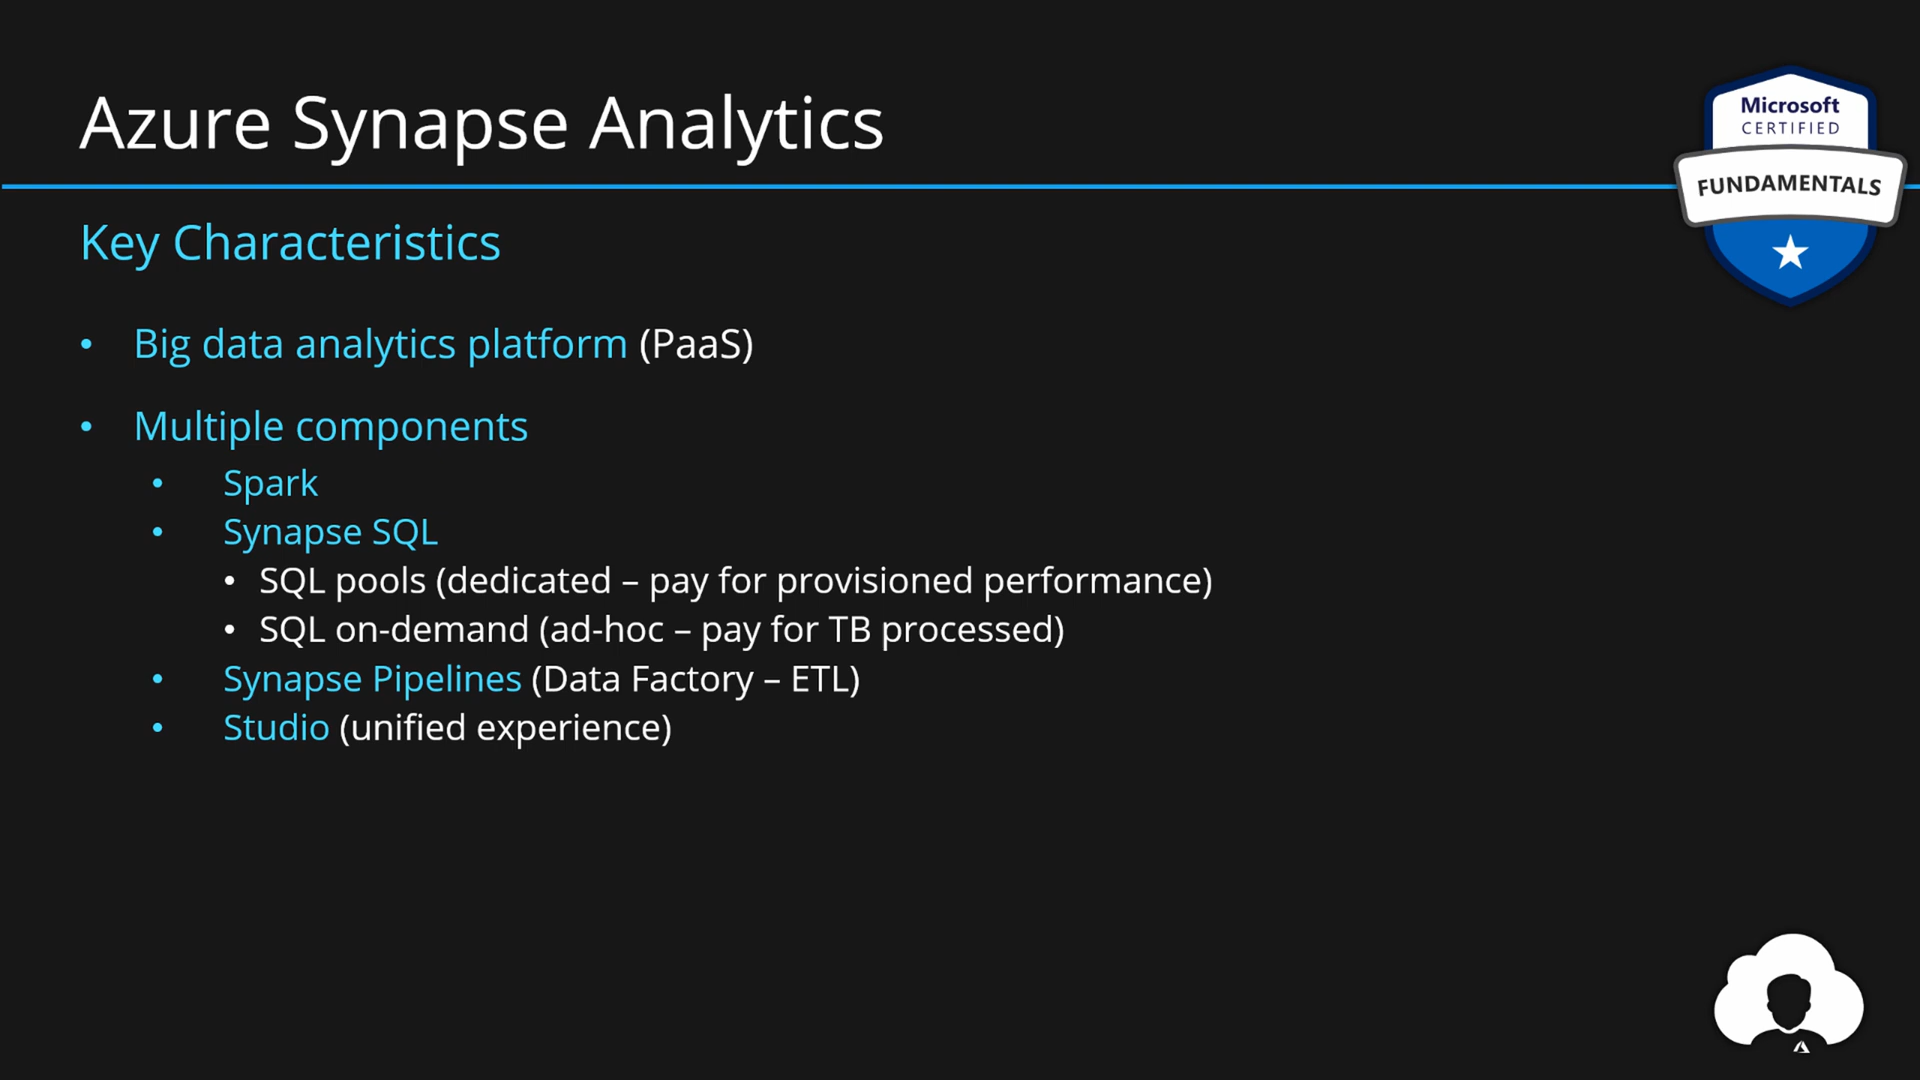 Azure Synapse Analytics
Microsoft
CERTIFIED
FUNDAMENTALS
Key Characteristics
• Big data analytics platform (PaaS)
• Multiple components
• Spark
• Synapse SQL
• SQL pools (dedicated – pay for provisioned performance)
• SQL on-demand (ad-hoc – pay for TB processed)
• Synapse Pipelines (Data Factory – ETL)
• Studio (unified experience)